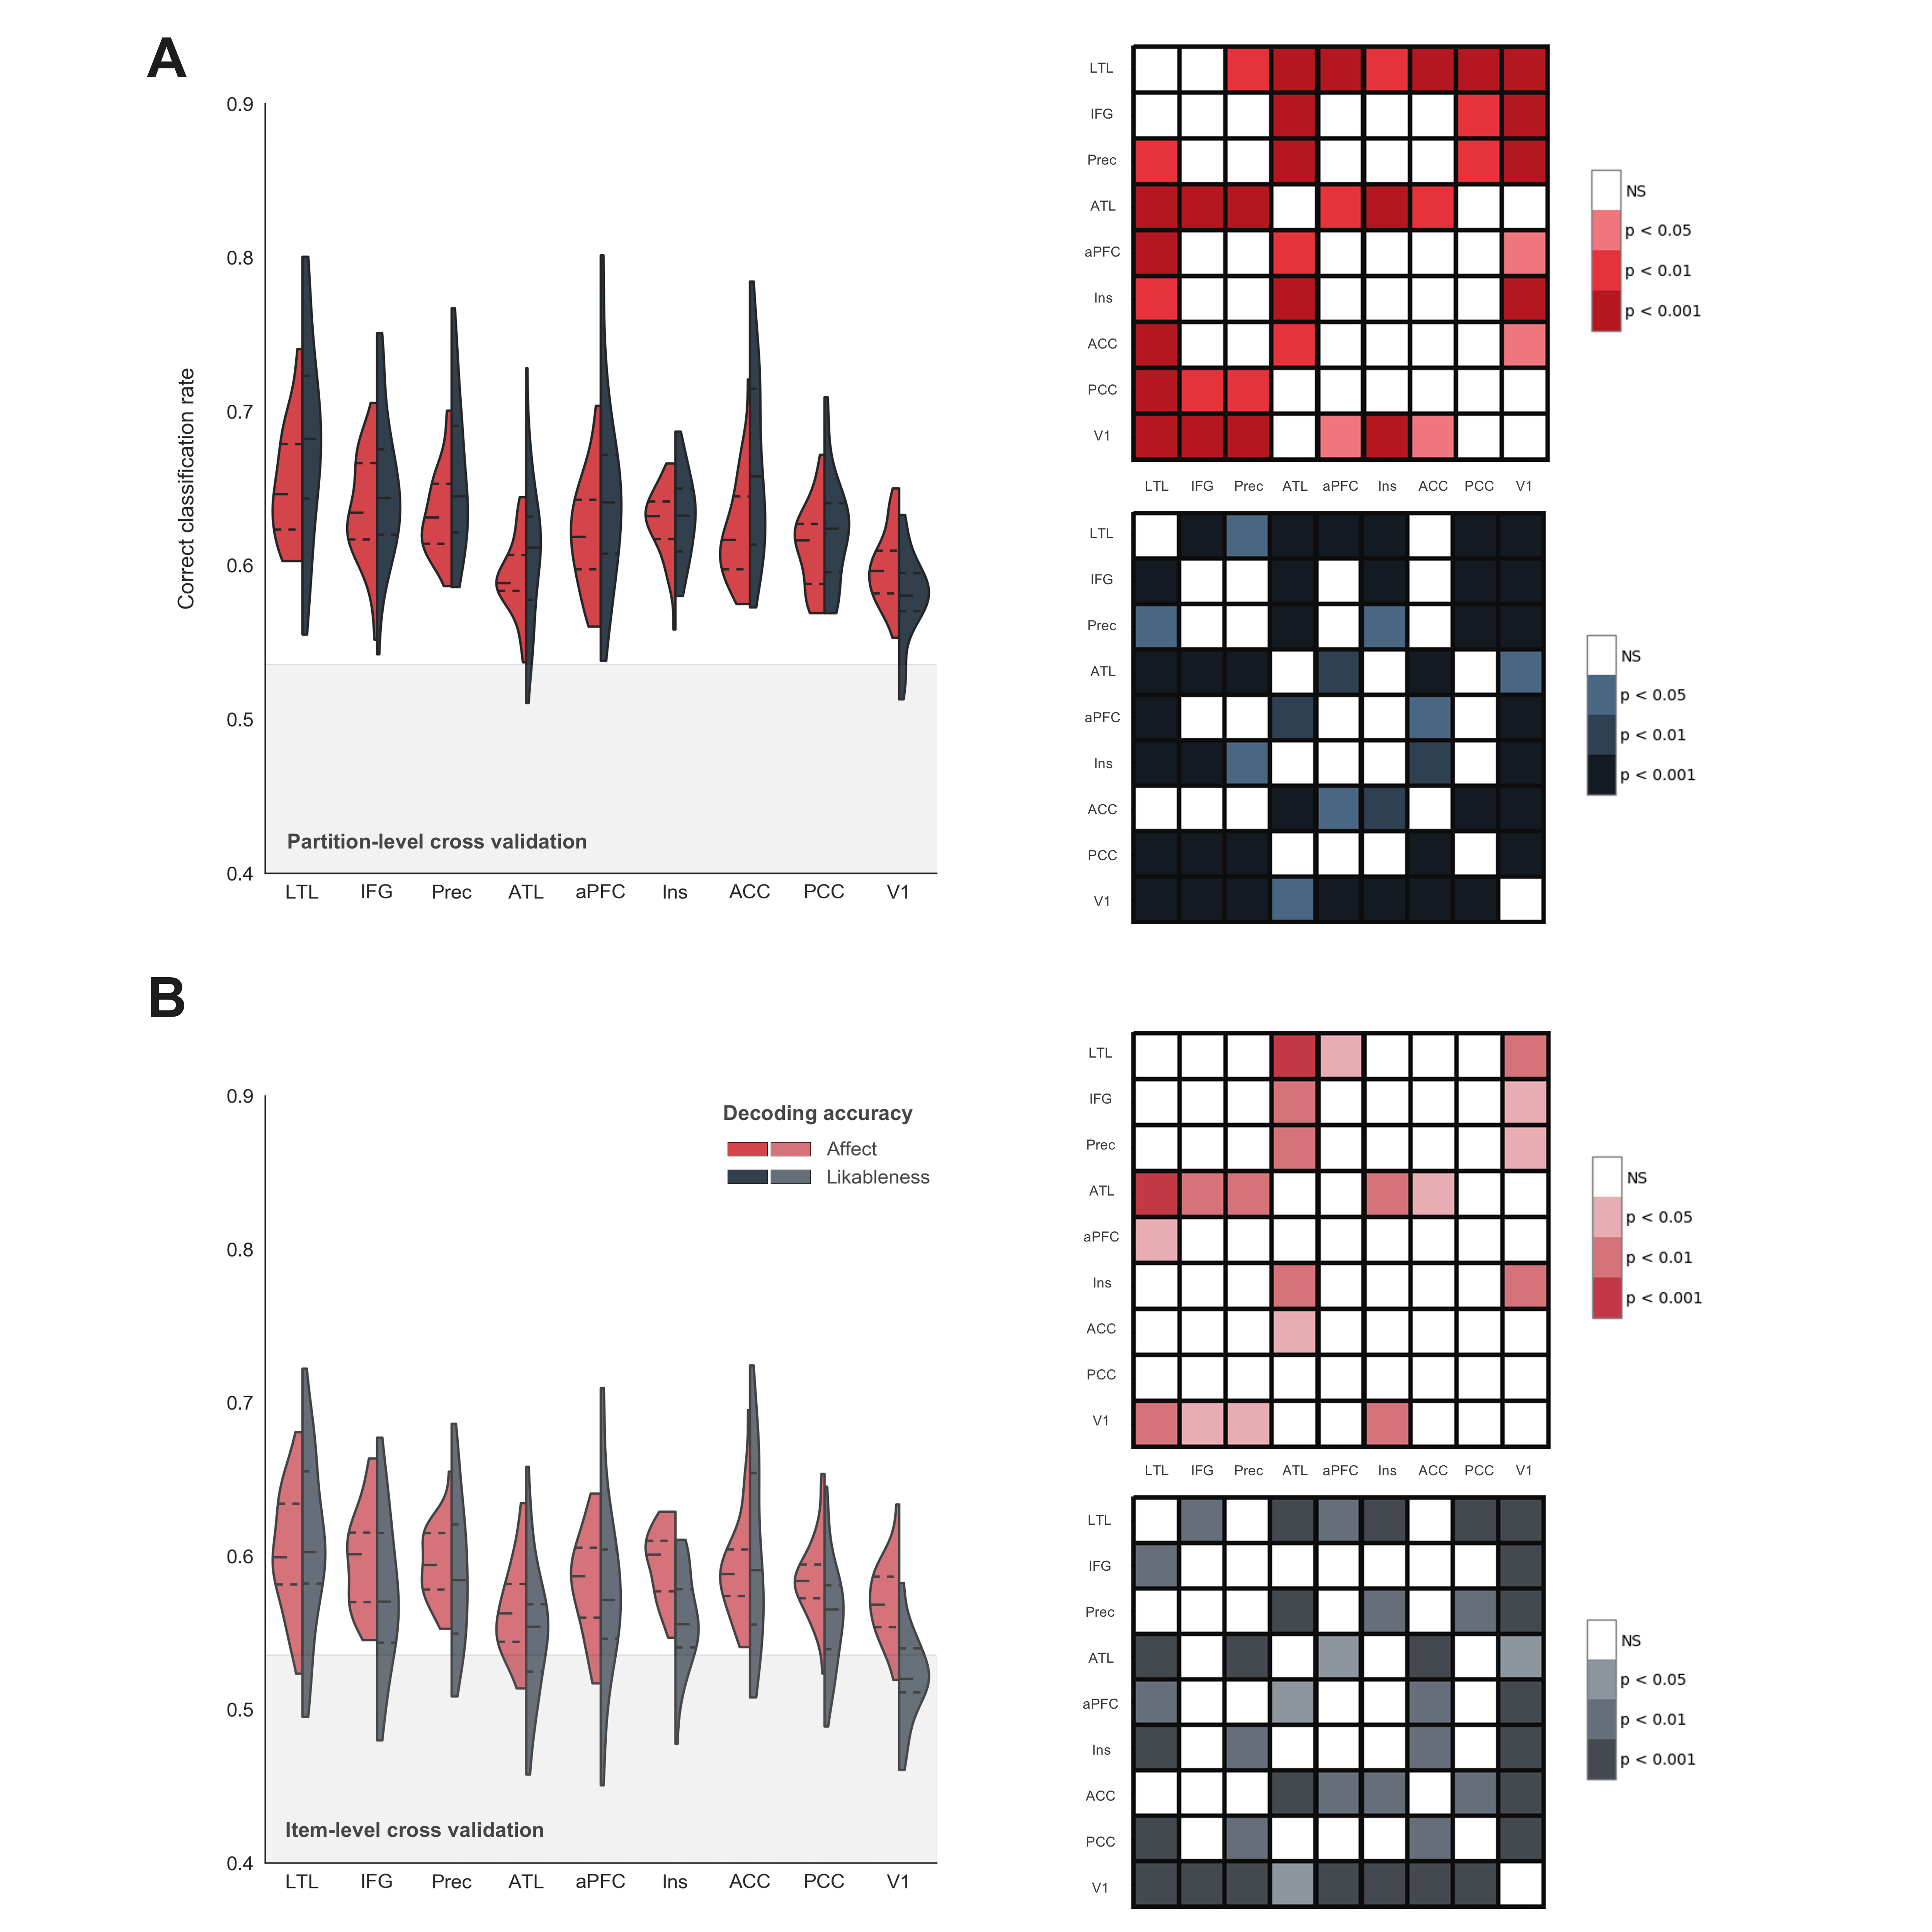 A
0.9
0.8
0.7
0.6
0.5
0.4
Correct classification rate
Partition-level cross validation
LTL IFG Prec ATL aPFC Ins ACC PCC V1
LTL
IFG
Prec
ATL
aPFC
Ins
ACC
PCC
V1
LTL IFG Prec ATL aPFC Ins ACC PCC V1
NS
p < 0.05
p < 0.01
p < 0.001
LTL
IFG
Prec
ATL
aPFC
Ins
ACC
PCC
V1
NS
p < 0.05
p < 0.01
p < 0.001
B
0.9
0.8
0.7
0.6
0.5
0.4
Decoding accuracy
Affect
Likableness
Item-level cross validation
LTL IFG Prec ATL aPFC Ins ACC PCC V1
LTL
IFG
Prec
ATL
aPFC
Ins
ACC
PCC
V1
LTL IFG Prec ATL aPFC Ins ACC PCC V1
NS
p < 0.05
p < 0.01
p < 0.001
LTL
IFG
Prec
ATL
aPFC
Ins
ACC
PCC
V1
NS
p < 0.05
p < 0.01
p < 0.001